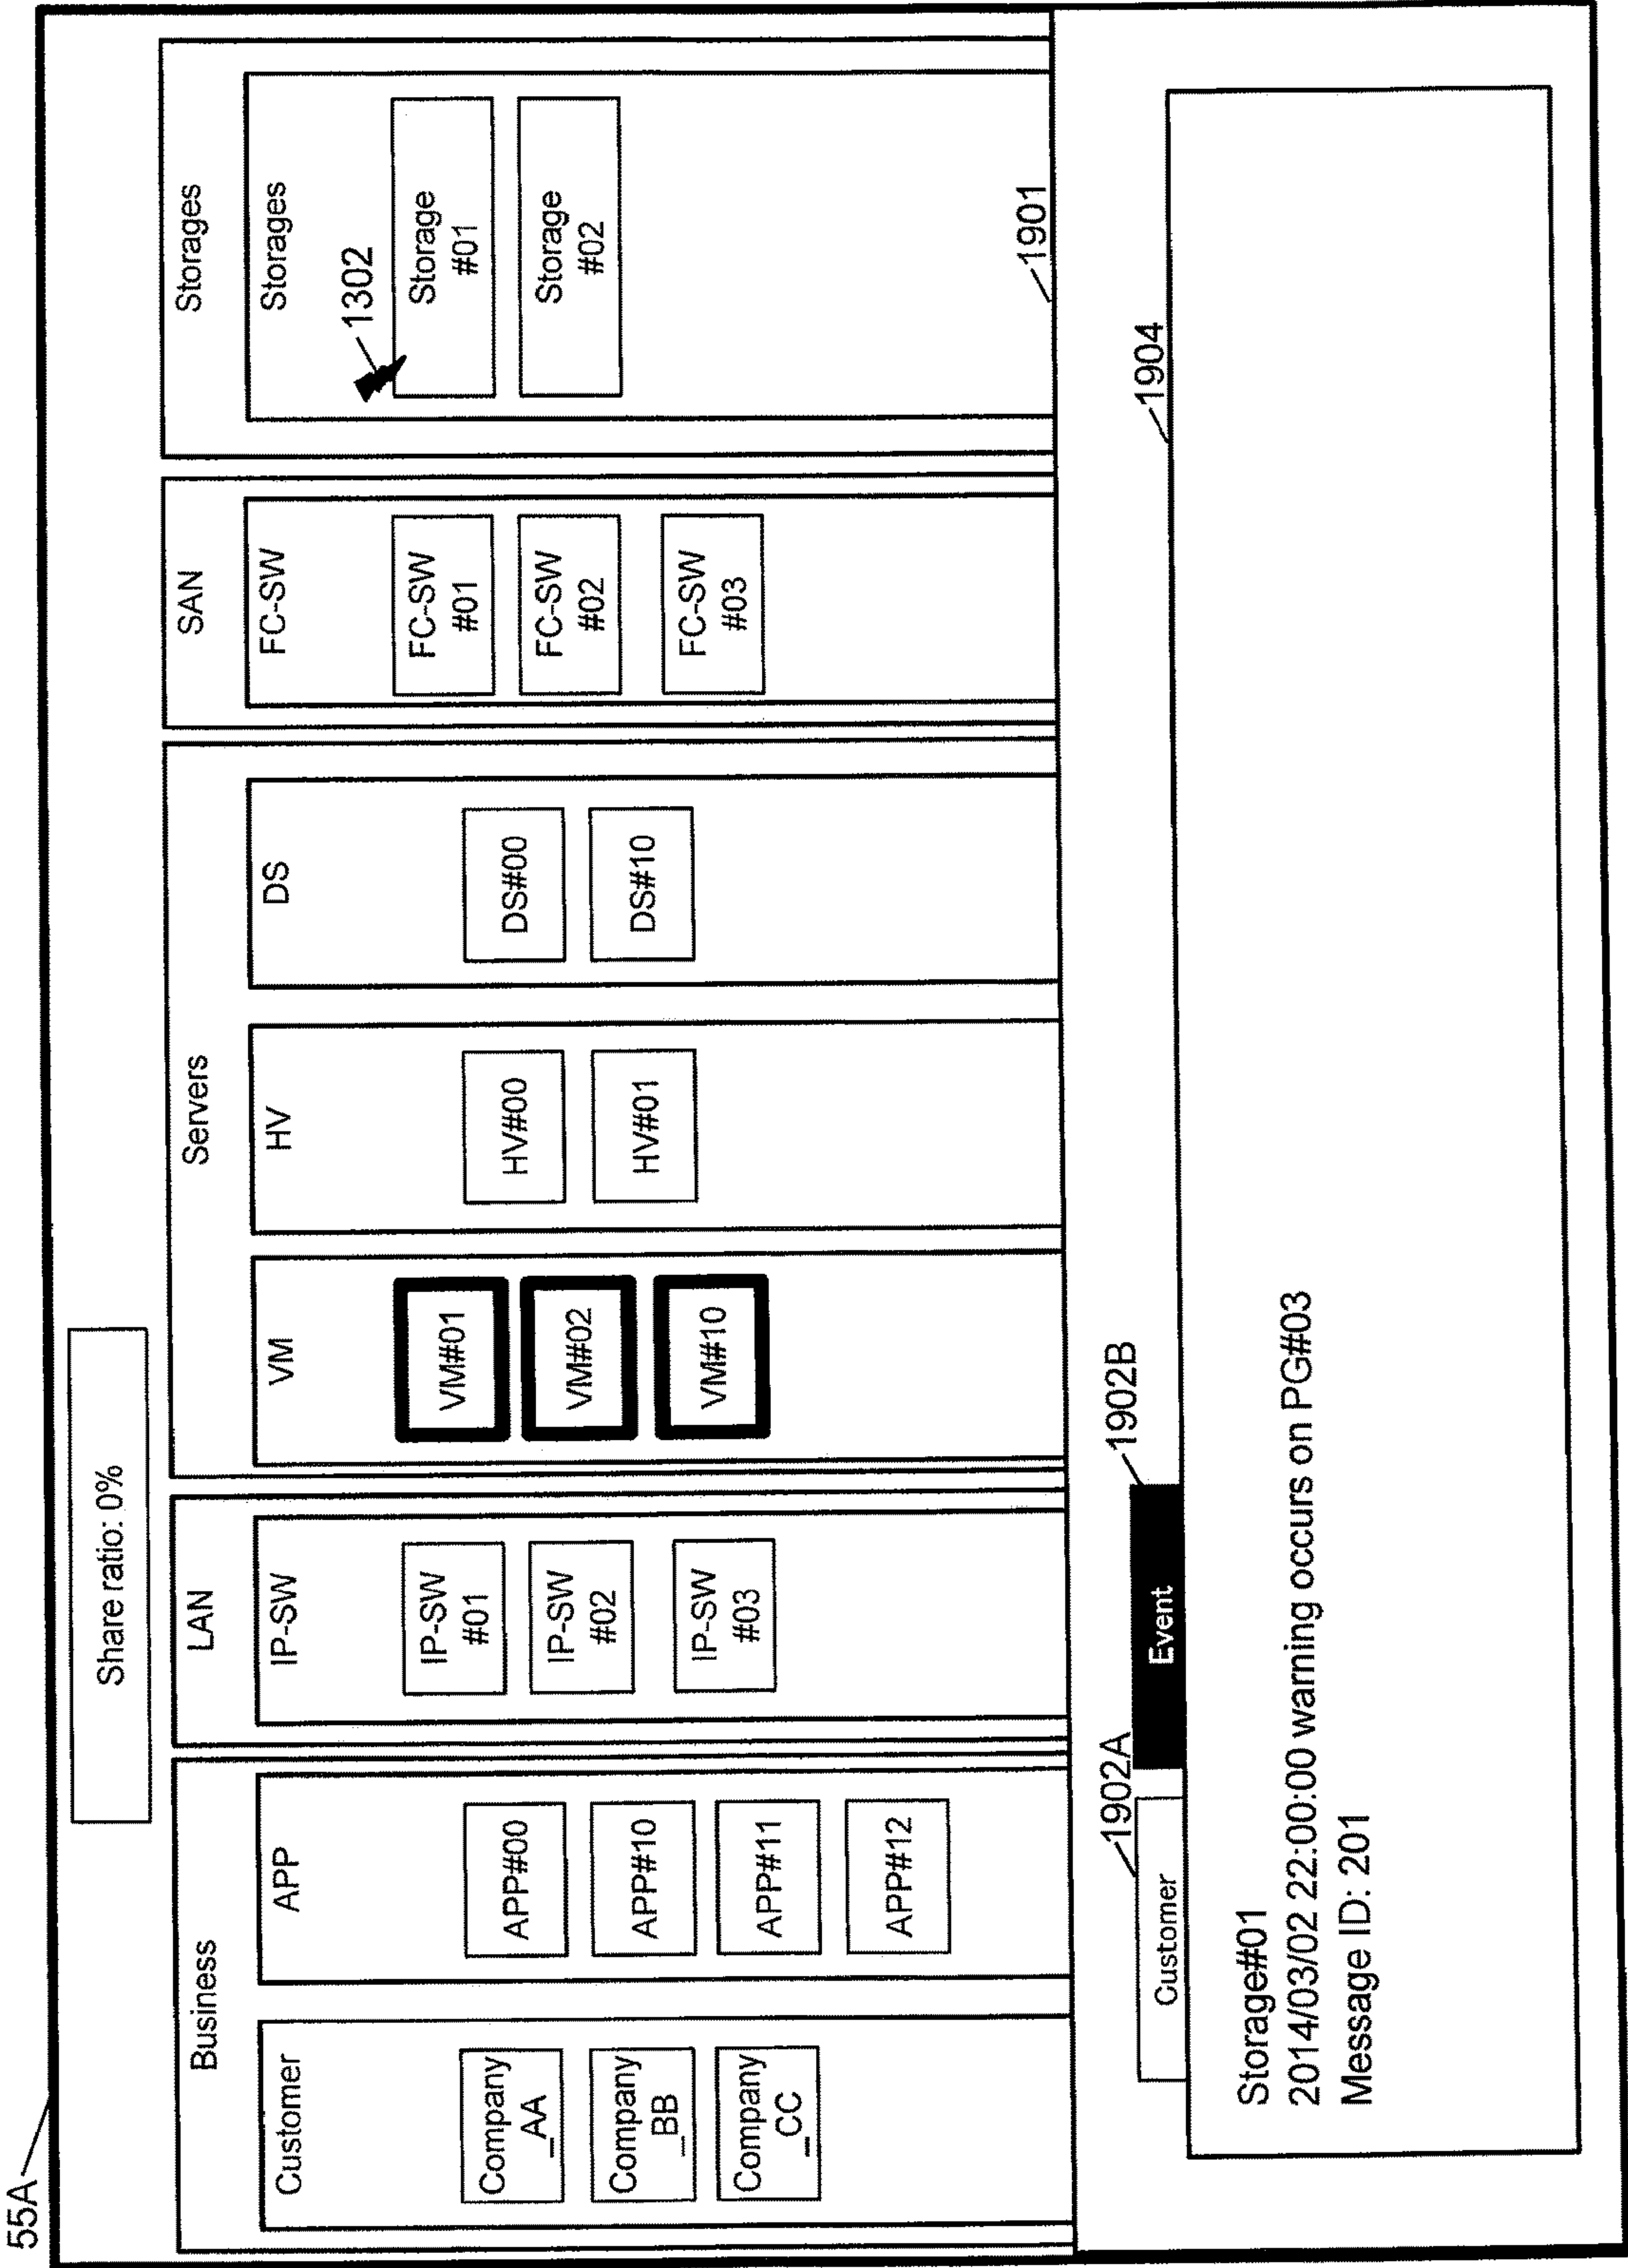 55A
Share ratio: 0%
Business
LAN
Servers
SAN
Storages
Customer
APP
IP-SW
VM
HV
DS
FC-SW
Storages
1302
Company
_AA
Company
_BB
Company
_CC
APP#00
APP#10
APP#11
APP#12
IP-SW
#01
IP-SW
#02
IP-SW
#03
VM#01
VM#02
VM#10
HV#00
HV#01
DS#00
DS#10
FC-SW
#01
FC-SW
#02
FC-SW
#03
Storage
#01
Storage
#02
1901
1902A
1902B
1904
Customer
Event
Storage#01
2014/03/02 22:00:00 warning occurs on PG#03
Message ID: 201